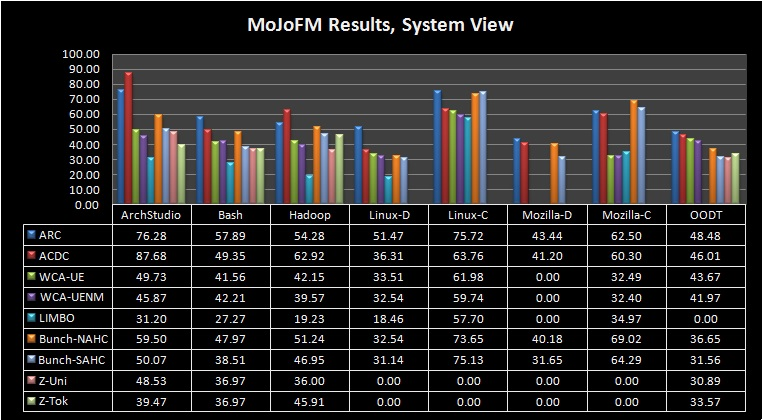 MoJoFM Results, System View
100.00
90.00
80.00
70.00
60.00
50.00
40.00
30.00
20.00
10.00
0.00
ArchStudio Bash Hadoop Linux-D Linux-C Mozilla-D Mozilla-C OODT
ARC 76.28 57.89 54.28 51.47 75.72 43.44 62.50 48.48
ACDC 87.68 49.35 62.92 36.31 63.76 41.20 60.30 46.01
WCA-UE 49.73 41.56 42.15 33.51 61.98 0.00 32.49 43.67
WCA-UENM 45.87 42.21 39.57 32.54 59.74 0.00 32.40 41.97
LIMBO 31.20 27.27 19.23 18.46 57.70 0.00 34.97 0.00
Bunch-NAHC 59.50 47.97 51.24 32.54 73.65 40.18 69.02 36.65
Bunch-SAHC 50.07 38.51 46.95 31.14 75.13 31.65 64.29 31.56
Z-Uni 48.53 36.97 36.00 0.00 0.00 0.00 0.00 30.89
Z-Tok 39.47 36.97 45.91 0.00 0.00 0.00 0.00 33.57